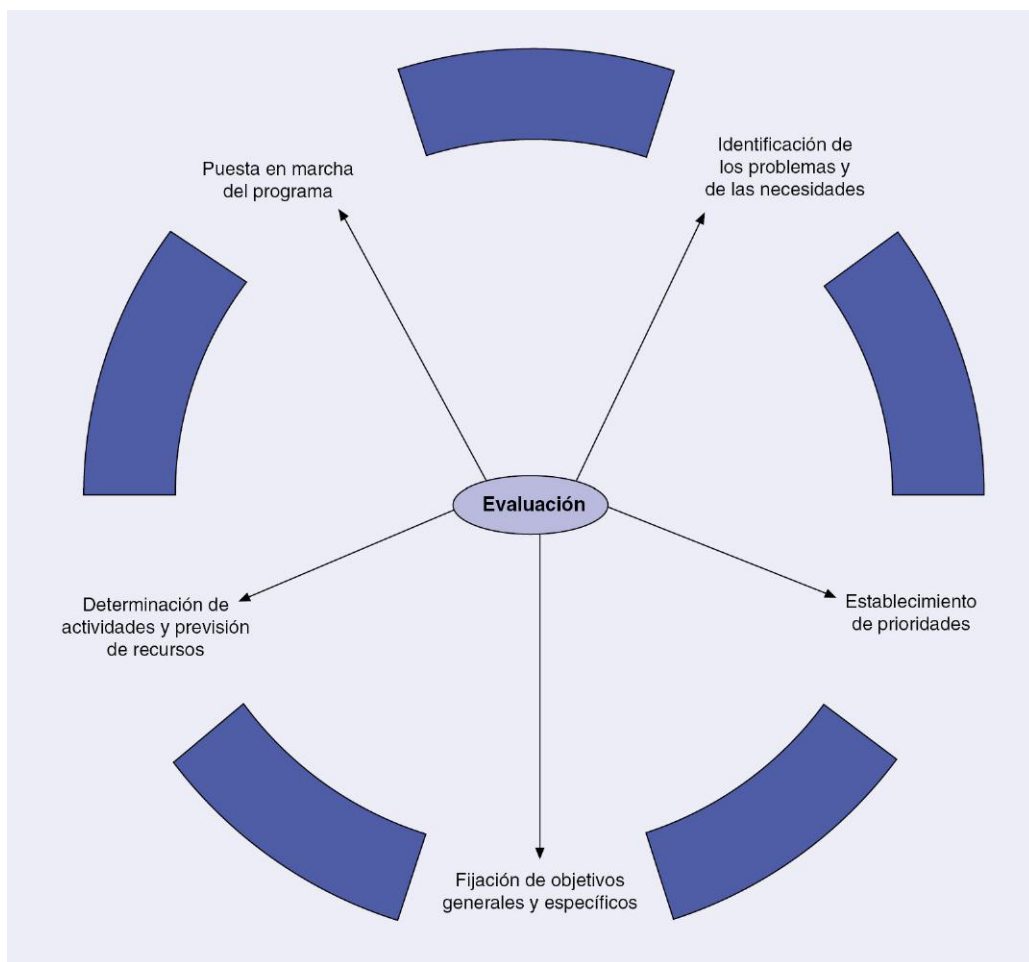 Puesta en marcha
del programa
Identificación de
los problemas y
de las necesidades
Evaluación
Determinación de
actividades y previsión
de recursos
Establecimiento
de prioridades
Fijación de objetivos
generales y específicos